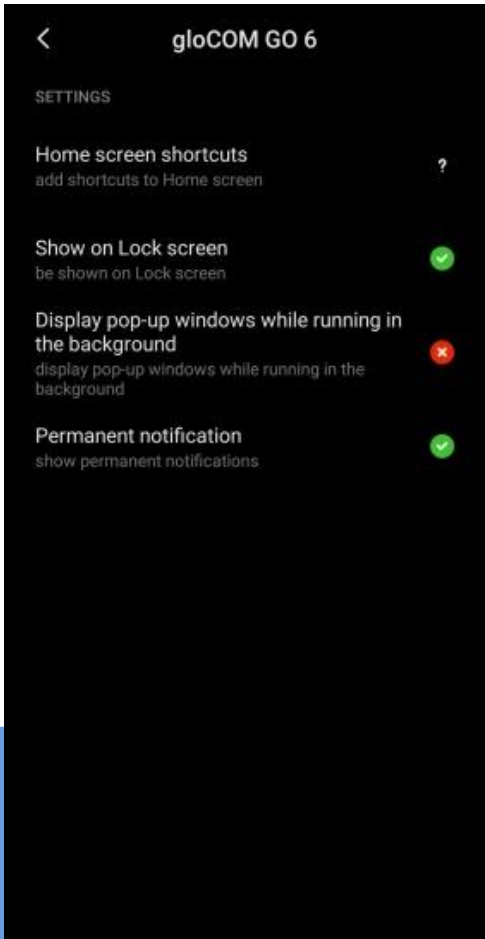 gloCOM GO 6
SETTINGS
Home screen shortcuts
add shortcuts to Home screen
?
Show on Lock screen
be shown on Lock screen
Display pop-up windows while running in
the background
display pop-up windows while running in the
background
Permanent notification
show permanent notifications